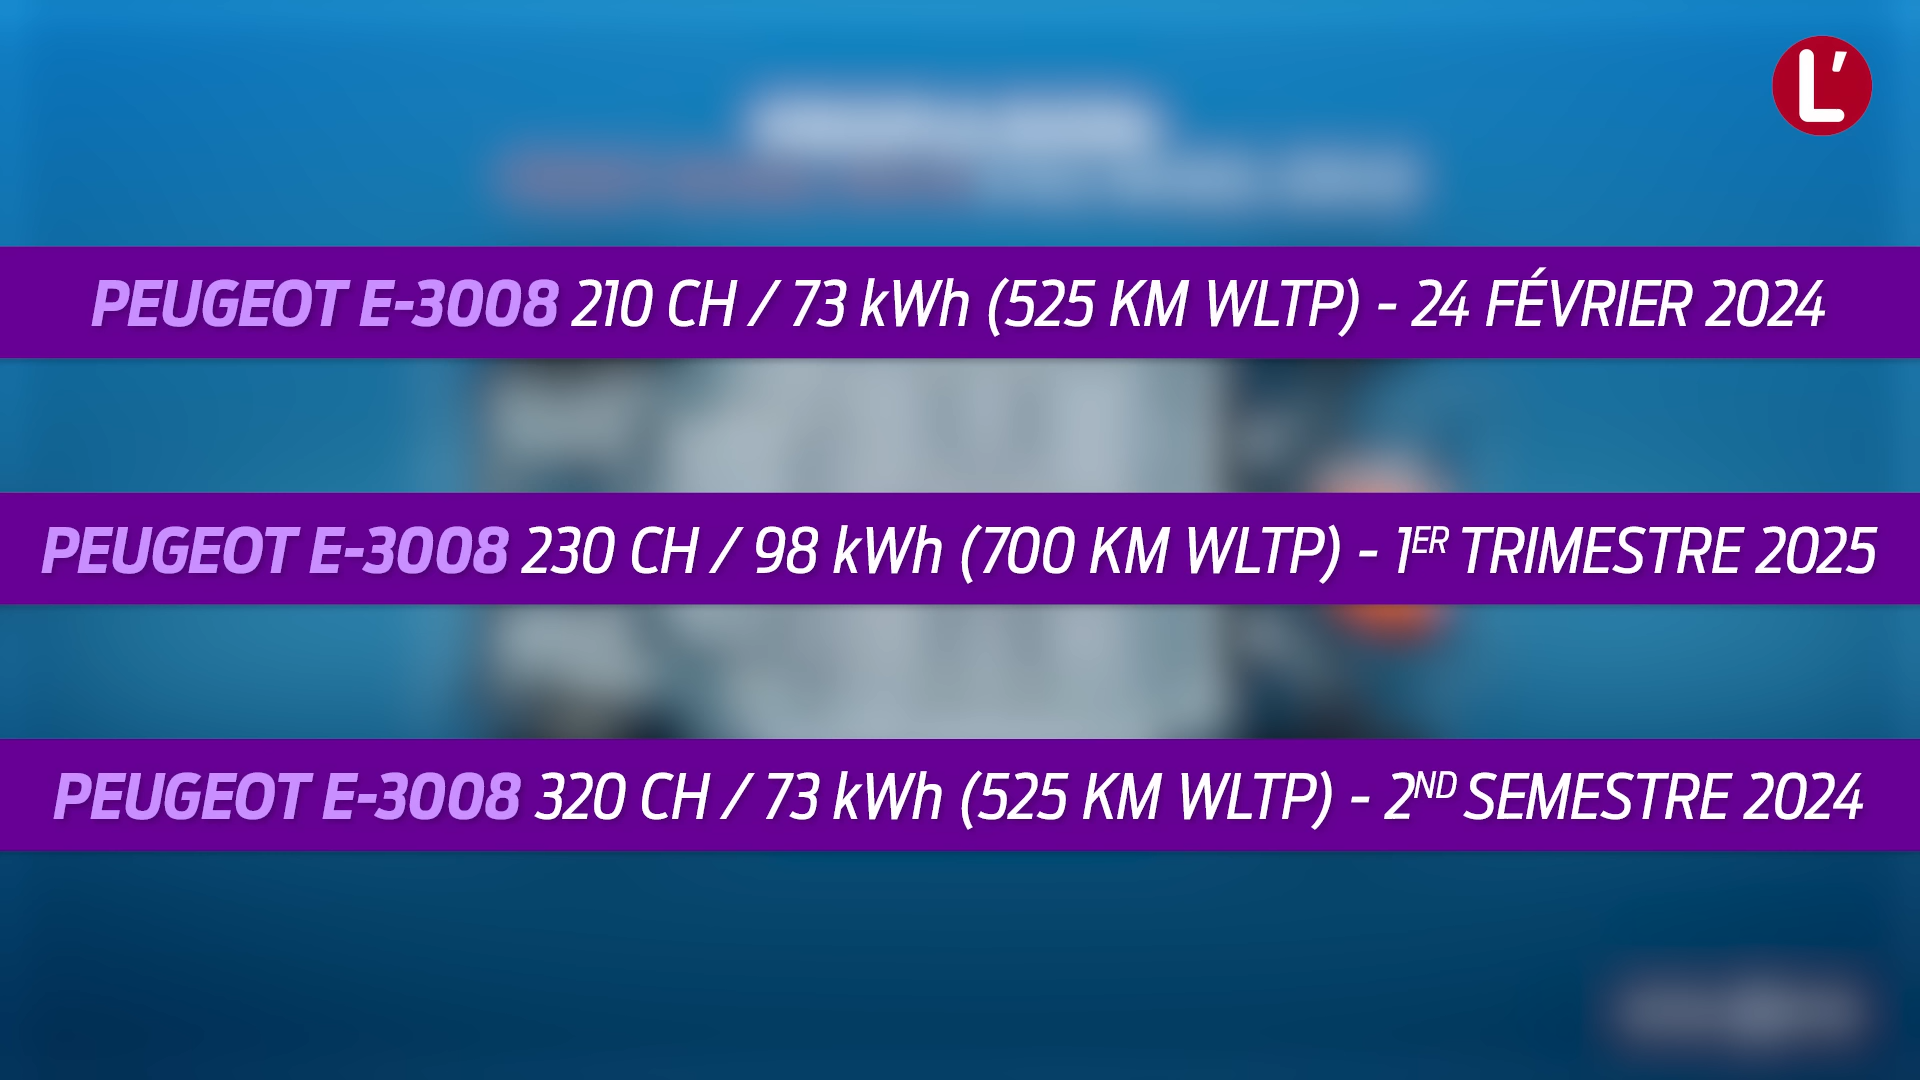 L'
PEUGEOT E-3008 210 CH / 73 kWh (525 KM WLTP) - 24 FÉVRIER 2024
PEUGEOT E-3008 230 CH / 98 kWh (700 KM WLTP) - 1ER TRIMESTRE 2025
PEUGEOT E-3008 320 CH / 73 kWh (525 KM WLTP) - 2ND SEMESTRE 2024